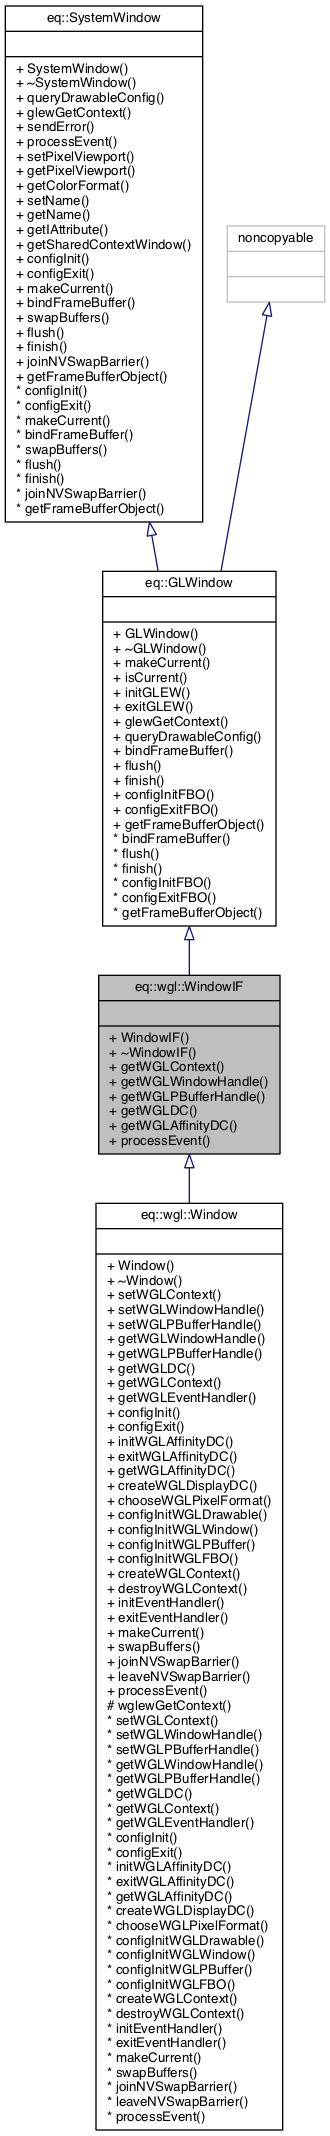 eq::SystemWindow
+ SystemWindow()
+ ~SystemWindow()
+ queryDrawableConfig()
+ glewGetContext()
+ sendError()
+ processEvent()
+ setPixelViewport()
+ getPixelViewport()
+ getColorFormat()
+ setName()
+ getName()
+ getIAttribute()
+ getSharedContextWindow()
+ configInit()
+ configExit()
+ makeCurrent()
+ bindFrameBuffer()
+ swapBuffers()
+ flush()
+ finish()
+ joinNVSwapBarrier()
+ getFrameBufferObject()
* configInit()
* configExit()
* makeCurrent()
* bindFrameBuffer()
* swapBuffers()
* flush()
* finish()
* joinNVSwapBarrier()
* getFrameBufferObject()
noncopyable
eq::GLWindow
+ GLWindow()
+ ~GLWindow()
+ makeCurrent()
+ isCurrent()
+ initGLEW()
+ exitGLEW()
+ glewGetContext()
+ queryDrawableConfig()
+ bindFrameBuffer()
+ flush()
+ finish()
+ configInitFBO()
+ configExitFBO()
+ getFrameBufferObject()
* bindFrameBuffer()
* flush()
* finish()
* configInitFBO()
* configExitFBO()
* getFrameBufferObject()
eq::wgl::WindowIF
+ WindowIF()
+ ~WindowIF()
+ getWGLContext()
+ getWGLWindowHandle()
+ getWGLPBufferHandle()
+ getWGLDC()
+ getWGLAffinityDC()
+ processEvent()
eq::wgl::Window
+ Window()
+ ~Window()
+ setWGLContext()
+ setWGLWindowHandle()
+ setWGLPBufferHandle()
+ getWGLWindowHandle()
+ getWGLPBufferHandle()
+ getWGLDC()
+ getWGLContext()
+ getWGLEventHandler()
+ configInit()
+ configExit()
+ initWGLAffinityDC()
+ exitWGLAffinityDC()
+ getWGLAffinityDC()
+ createWGLDisplayDC()
+ chooseWGLPixelFormat()
+ configInitWGLDrawable()
+ configInitWGLWindow()
+ configInitWGLPBuffer()
+ configInitWGLFBO()
+ createWGLContext()
+ destroyWGLContext()
+ initEventHandler()
+ exitEventHandler()
+ makeCurrent()
+ swapBuffers()
+ joinNVSwapBarrier()
+ leaveNVSwapBarrier()
+ processEvent()
# wglewGetContext()
* setWGLContext()
* setWGLWindowHandle()
* setWGLPBufferHandle()
* getWGLWindowHandle()
* getWGLPBufferHandle()
* getWGLDC()
* getWGLContext()
* getWGLEventHandler()
* configInit()
* configExit()
* initWGLAffinityDC()
* exitWGLAffinityDC()
* getWGLAffinityDC()
* createWGLDisplayDC()
* chooseWGLPixelFormat()
* configInitWGLDrawable()
* configInitWGLWindow()
* configInitWGLPBuffer()
* configInitWGLFBO()
* createWGLContext()
* destroyWGLContext()
* initEventHandler()
* exitEventHandler()
* makeCurrent()
* swapBuffers()
* joinNVSwapBarrier()
* leaveNVSwapBarrier()
* processEvent()